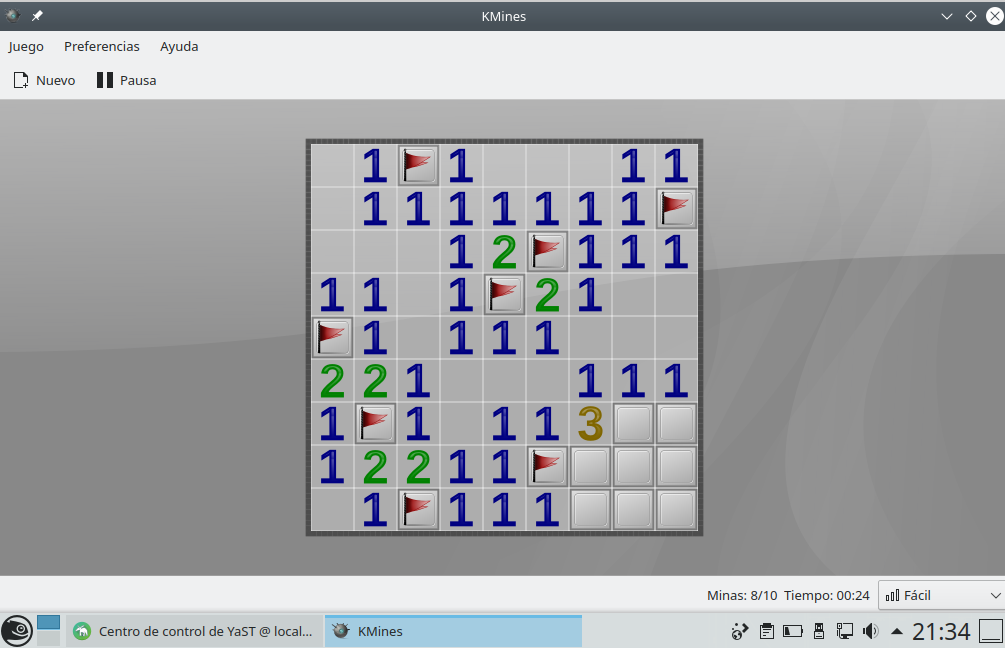 KMines
Juego Preferencias Ayuda
Nuevo Pausa
1 1 1 1
1 1 1 1 1 1 1
1 2 1 1 1
1 1 1 2 1
1 1 1 1
2 2 1 1 1 1
1 1 1 1 3
1 2 2 1 1
1 1 1 1
Minas: 8/10 Tiempo: 00:24 Fácil
Centro de control de YaST @ local... KMines 21:34